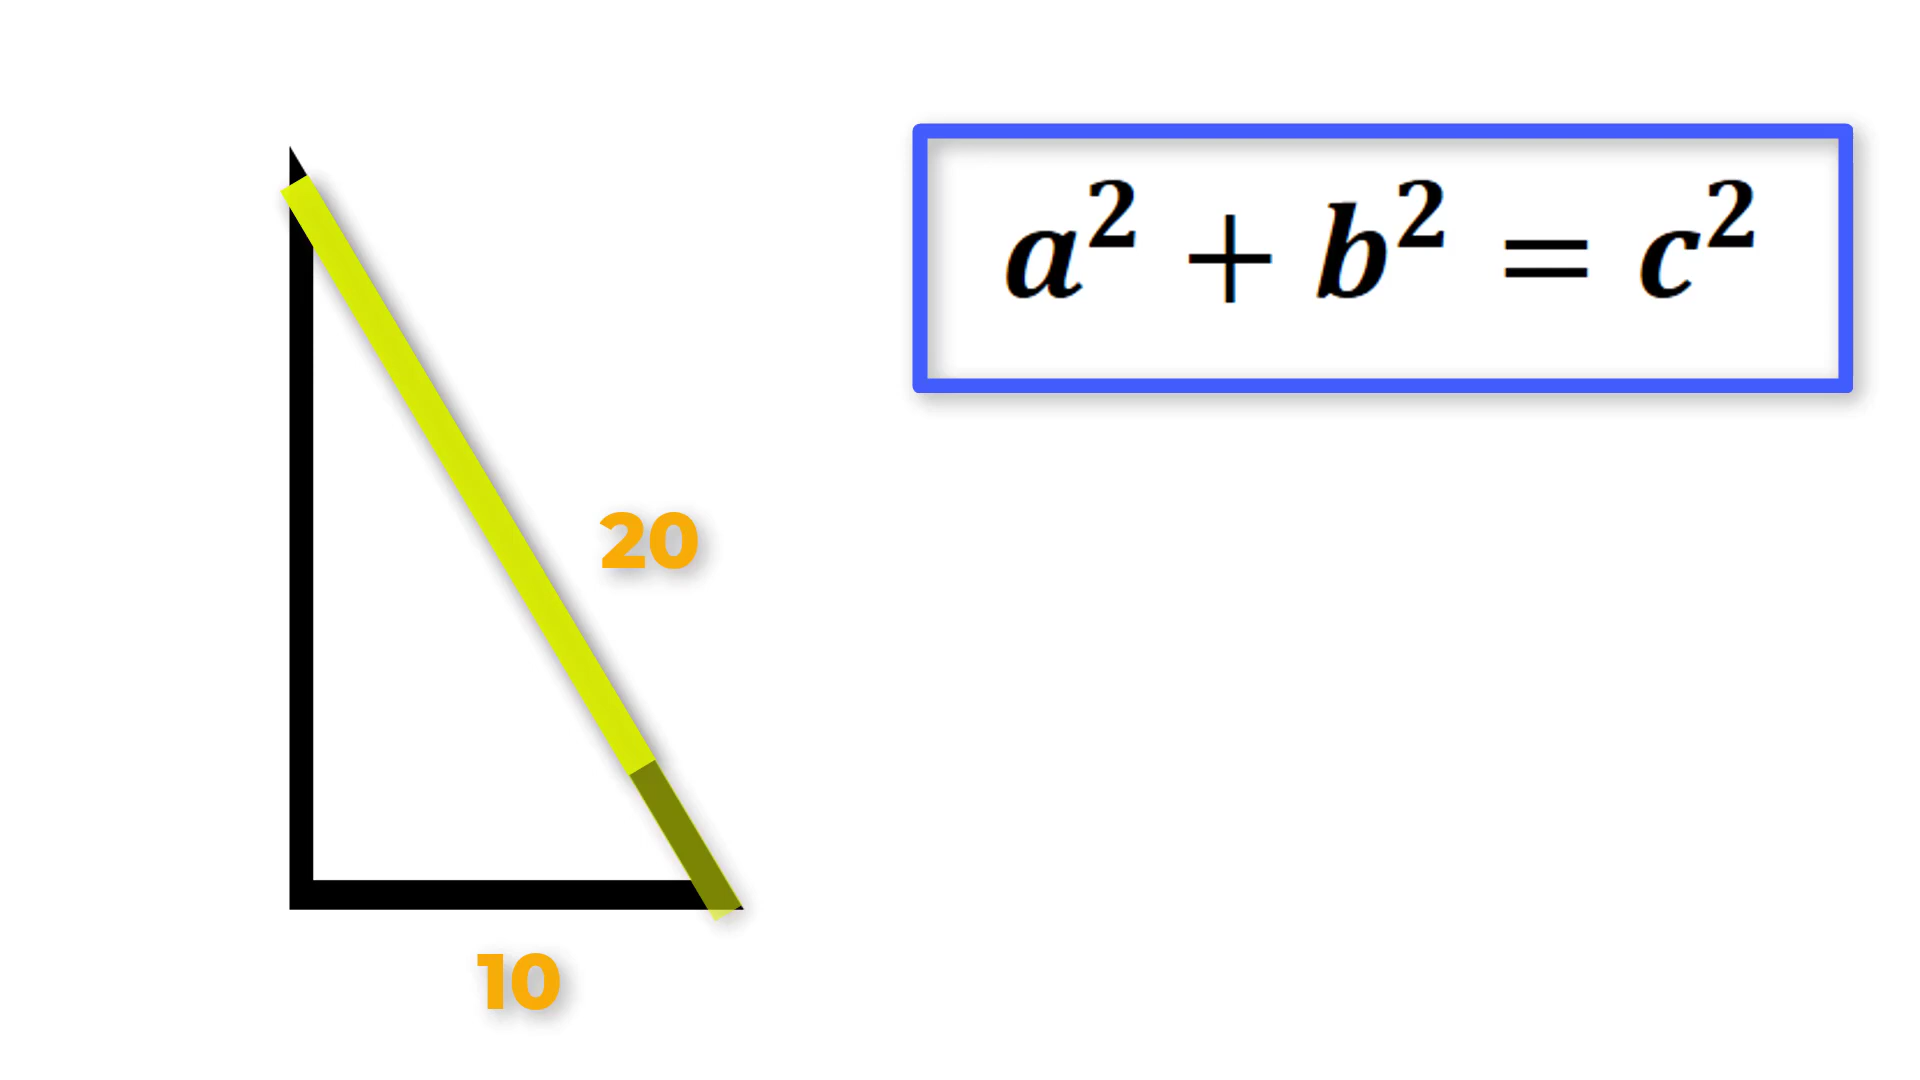 a² + b² = c²
20
10